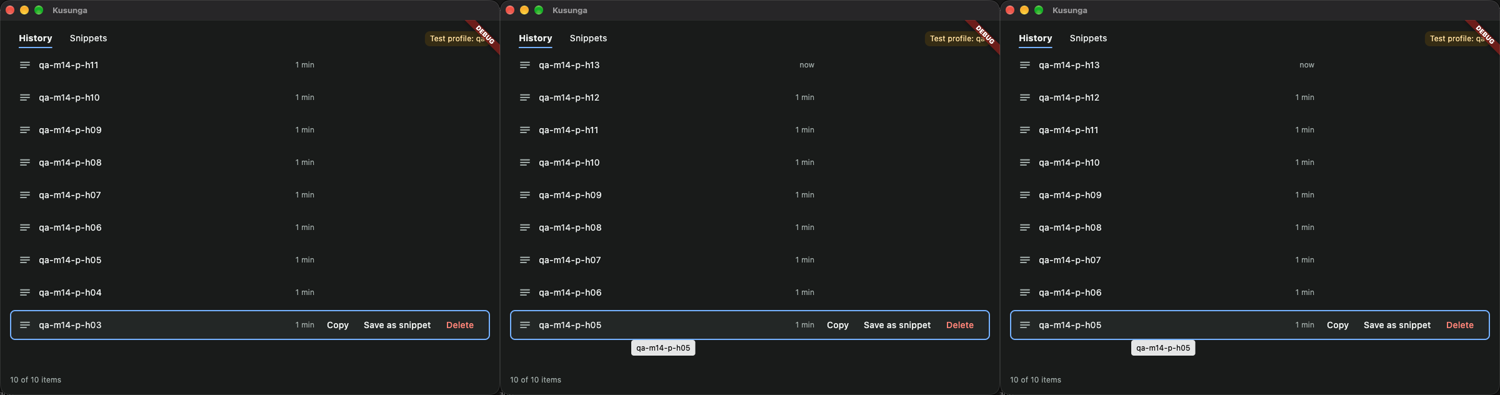 Kusunga
History Snippets
Test profile: qa
DEBUG
qa-m14-p-h11 1 min
qa-m14-p-h10 1 min
qa-m14-p-h09 1 min
qa-m14-p-h08 1 min
qa-m14-p-h07 1 min
qa-m14-p-h06 1 min
qa-m14-p-h05 1 min
qa-m14-p-h04 1 min
qa-m14-p-h03 1 min Copy Save as snippet Delete
10 of 10 items
Kusunga
History Snippets
Test profile: qa
DEBUG
qa-m14-p-h13 now
qa-m14-p-h12 1 min
qa-m14-p-h11 1 min
qa-m14-p-h10 1 min
qa-m14-p-h09 1 min
qa-m14-p-h08 1 min
qa-m14-p-h07 1 min
qa-m14-p-h06 1 min
qa-m14-p-h05 1 min Copy Save as snippet Delete
qa-m14-p-h05
10 of 10 items
Kusunga
History Snippets
Test profile: qa
DEBUG
qa-m14-p-h13 now
qa-m14-p-h12 1 min
qa-m14-p-h11 1 min
qa-m14-p-h10 1 min
qa-m14-p-h09 1 min
qa-m14-p-h08 1 min
qa-m14-p-h07 1 min
qa-m14-p-h06 1 min
qa-m14-p-h05 1 min Copy Save as snippet Delete
qa-m14-p-h05
10 of 10 items